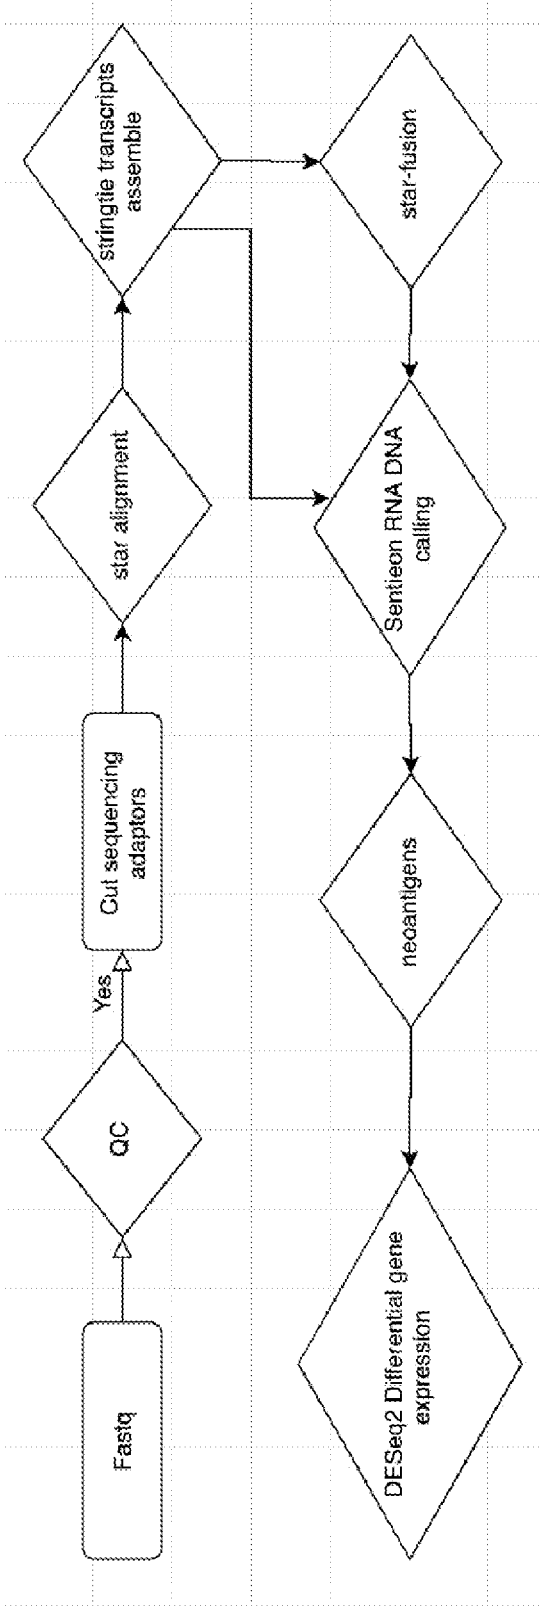 Fastq
QC
Yes
Cut sequencing
adaptors
star alignment
stringtie transcripts
assemble
star-fusion
Sentieon RNA DNA
calling
neoantigens
DESeq2 Differential gene
expression